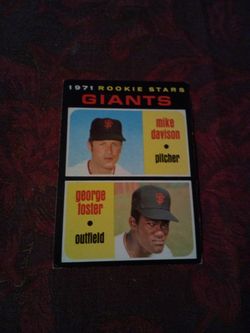 1971 ROOKIE STARS
GIANTS
mike
davison
• pitcher
george
foster
• outfield